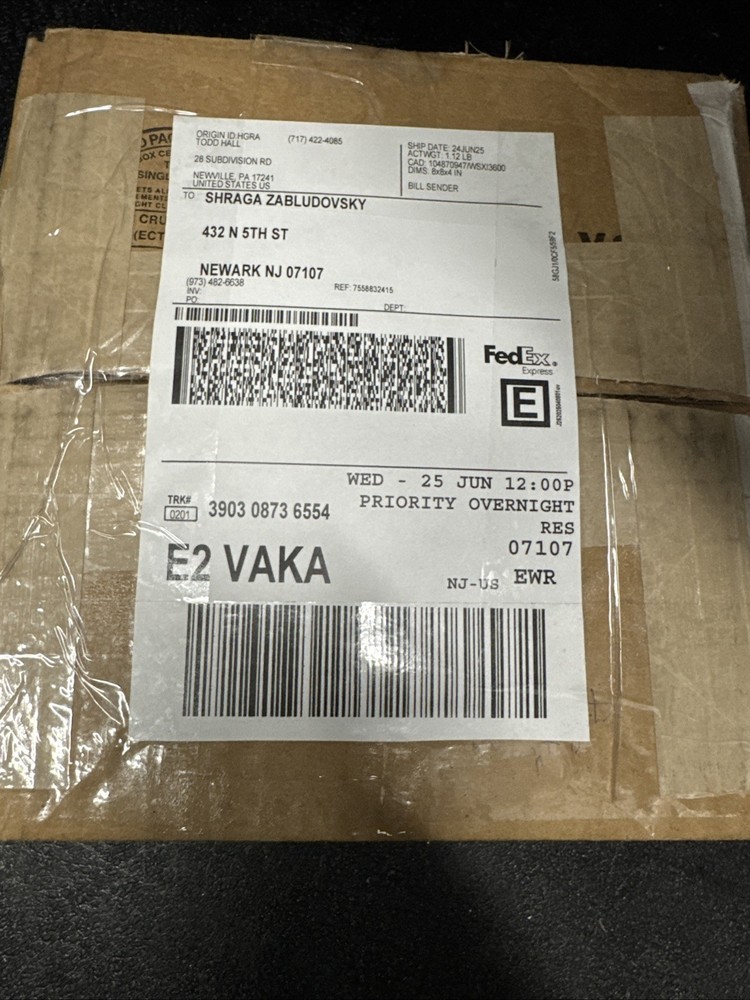 ORIGIN ID:HGRA (717) 422-4085
TODD HALL
28 SUBDIVISION RD
NEWVILLE, PA 17241
UNITED STATES US
SHIP DATE: 24JUN25
ACTWGT: 1.12 LB
CAD: 104870947/WSXI3600
DIMS: 8x8x4 IN
BILL SENDER
TO SHRAGA ZABLUDOVSKY
432 N 5TH ST
NEWARK NJ 07107
(973) 482-6638
REF: 7558832415
INV:
PO:
DEPT:
FedEx
Express
E
WED - 25 JUN 12:00P
PRIORITY OVERNIGHT
TRK#
0201
3903 0873 6554
RES
07107
E2 VAKA
NJ-US EWR